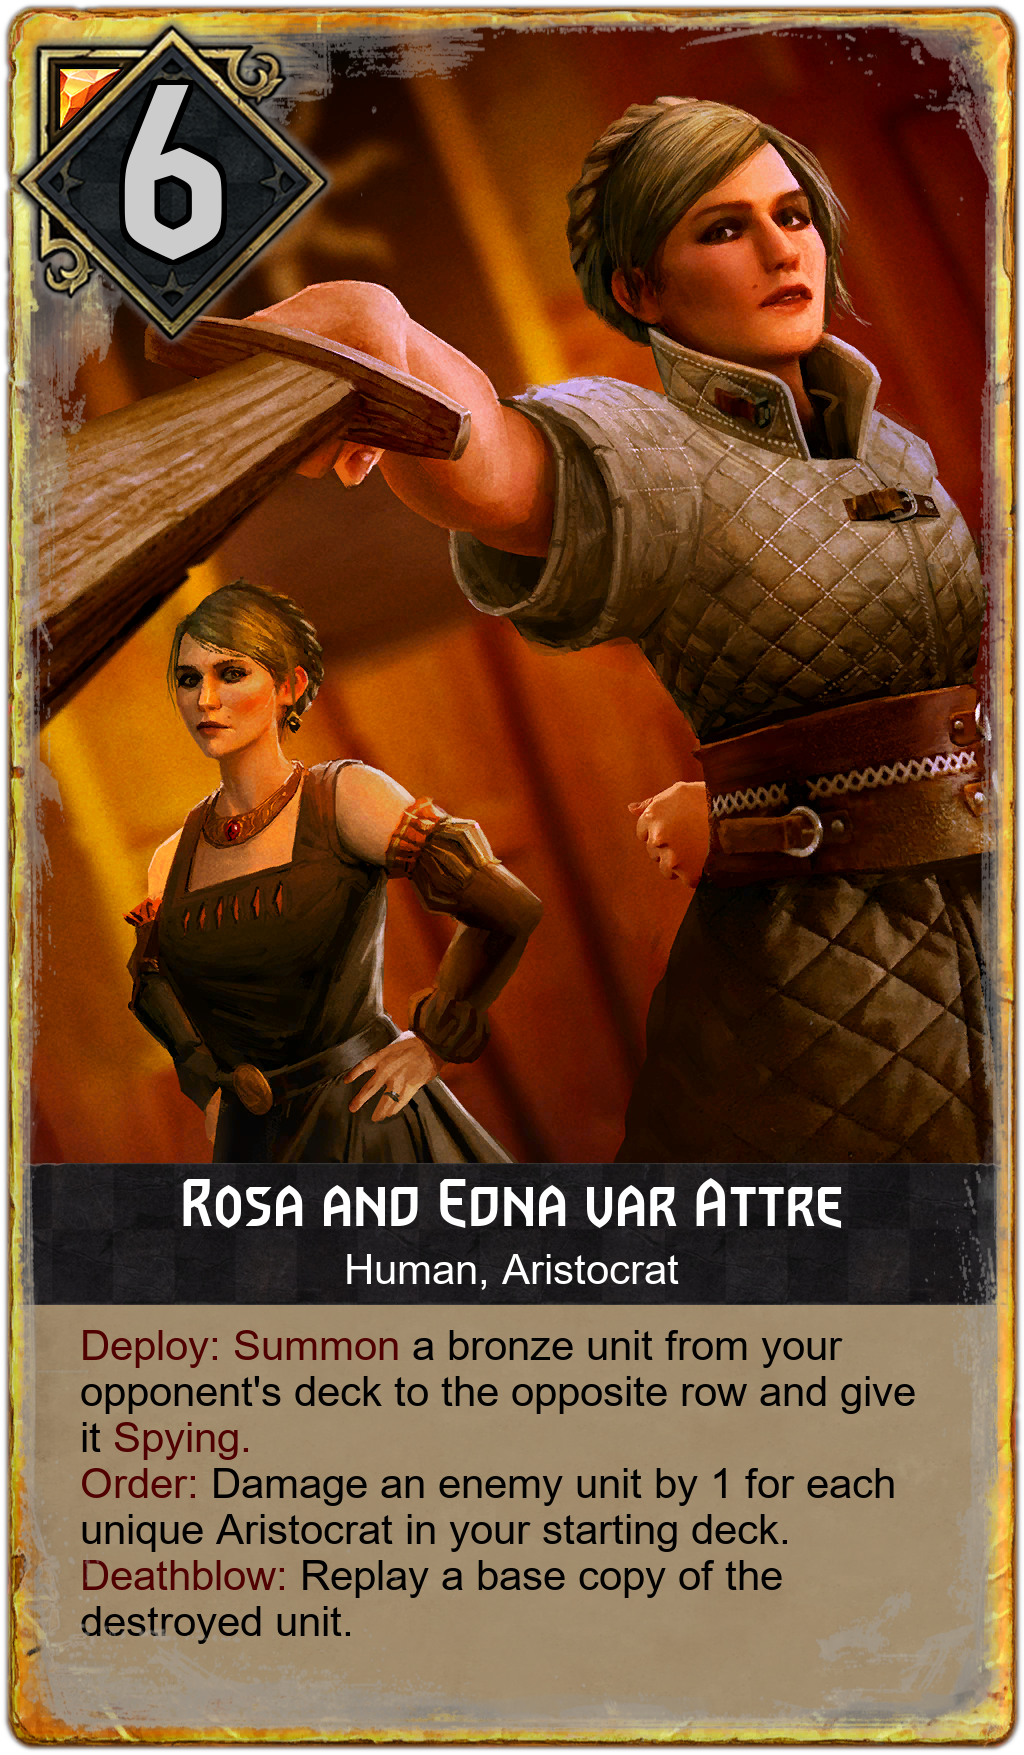 6
Rosa and Edna var Attre
Human, Aristocrat
Deploy: Summon a bronze unit from your
opponent's deck to the opposite row and give
it Spying.
Order: Damage an enemy unit by 1 for each
unique Aristocrat in your starting deck.
Deathblow: Replay a base copy of the
destroyed unit.